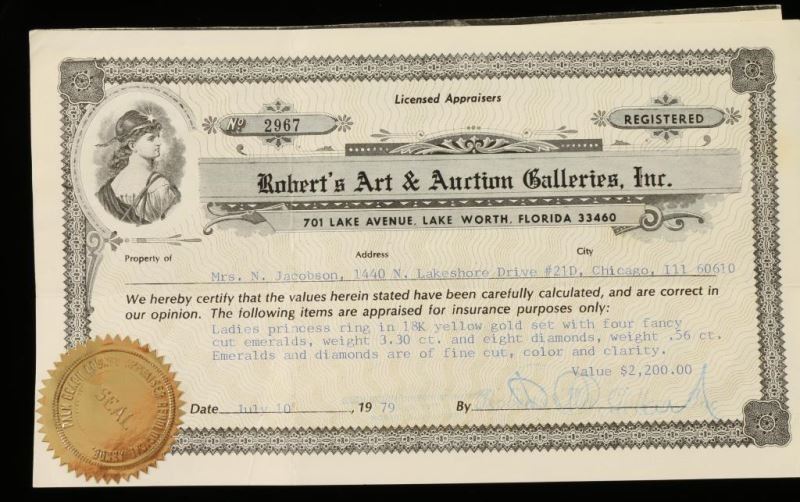 Licensed Appraisers
No 2967
REGISTERED
Robert's Art & Auction Galleries, Inc.
701 LAKE AVENUE, LAKE WORTH, FLORIDA 33460
Property of Address City
Mrs. N. Jacobson, 1440 N. Lakeshore Drive #21D, Chicago, Ill 60610
We hereby certify that the values herein stated have been carefully calculated, and are correct in
our opinion. The following items are appraised for insurance purposes only:
Ladies princess ring in 18K yellow gold set with four fancy
cut emeralds, weight 3.30 ct. and eight diamonds, weight .56 ct.
Emeralds and diamonds are of fine cut, color and clarity.
Value $2,200.00
Date July 10 , 19 79 By
PALM BEACH COUNTY
SEAL